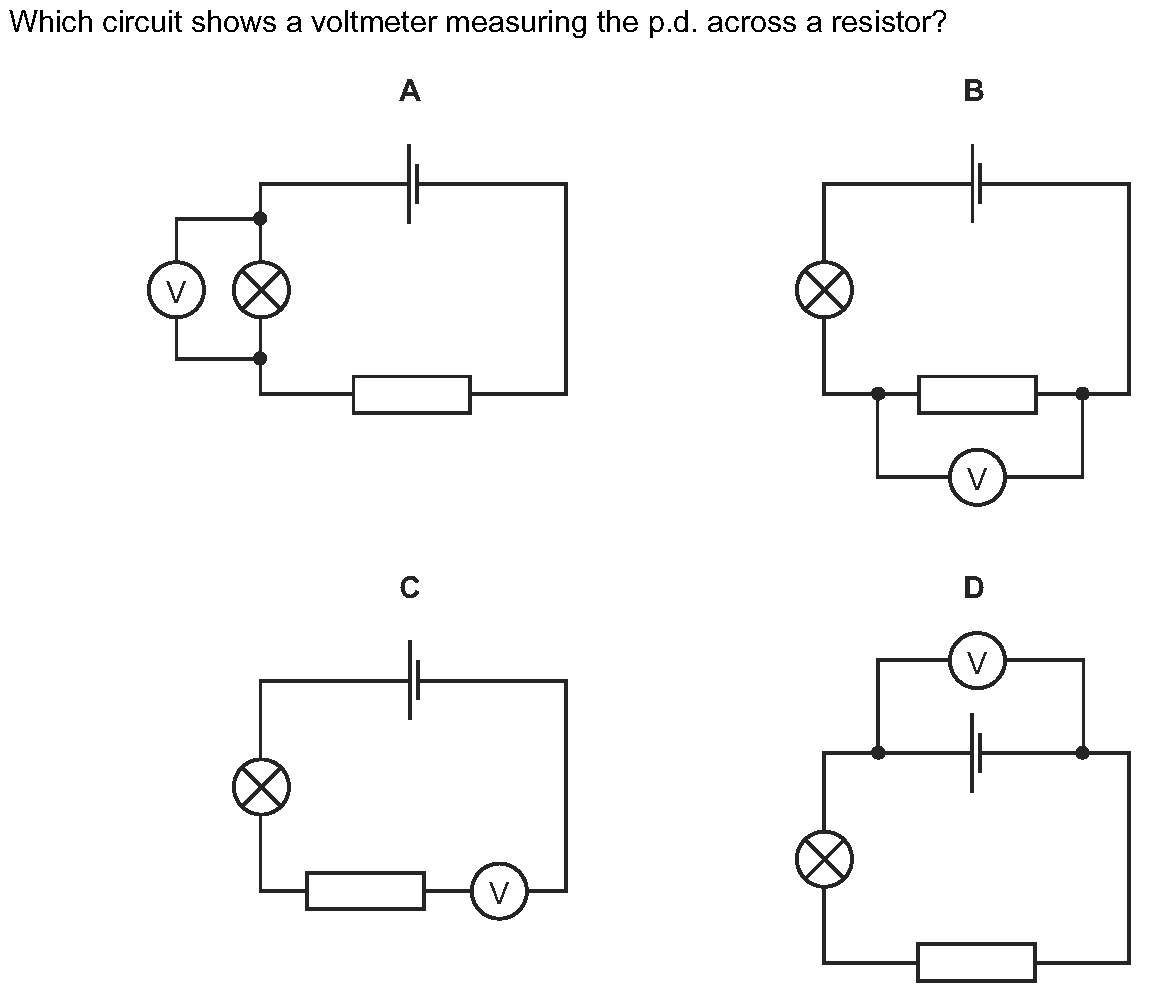 Which circuit shows a voltmeter measuring the p.d. across a resistor?
A
B
V
V
C
D
V
V